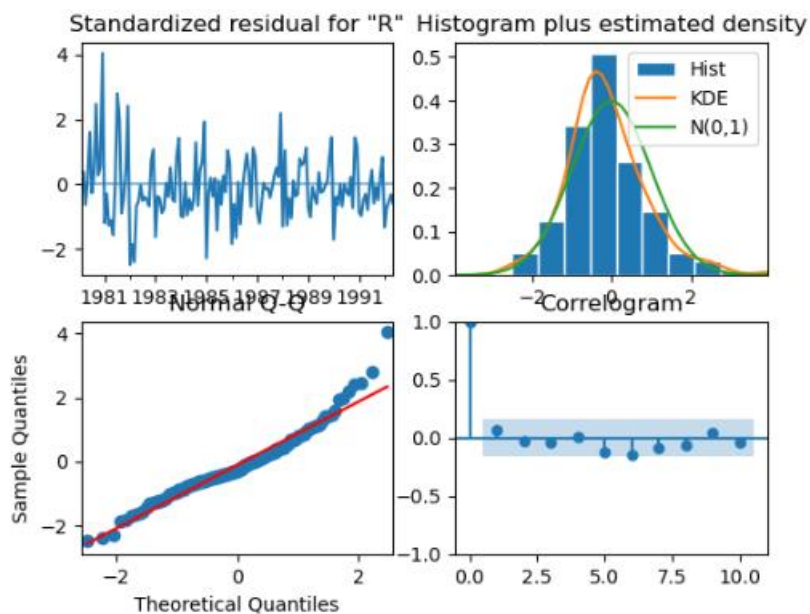 Standardized residual for "R"
4
2
0
−2
1981 1983 1985 1987 1989 1991
Histogram plus estimated density
0.5
0.4
0.3
0.2
0.1
0.0
Hist
KDE
N(0,1)
−2 0 2
Normal Q-Q
4
2
0
−2
Sample Quantiles
−2 0 2
Theoretical Quantiles
Correlogram
1.0
0.5
0.0
−0.5
−1.0
0.0 2.5 5.0 7.5 10.0